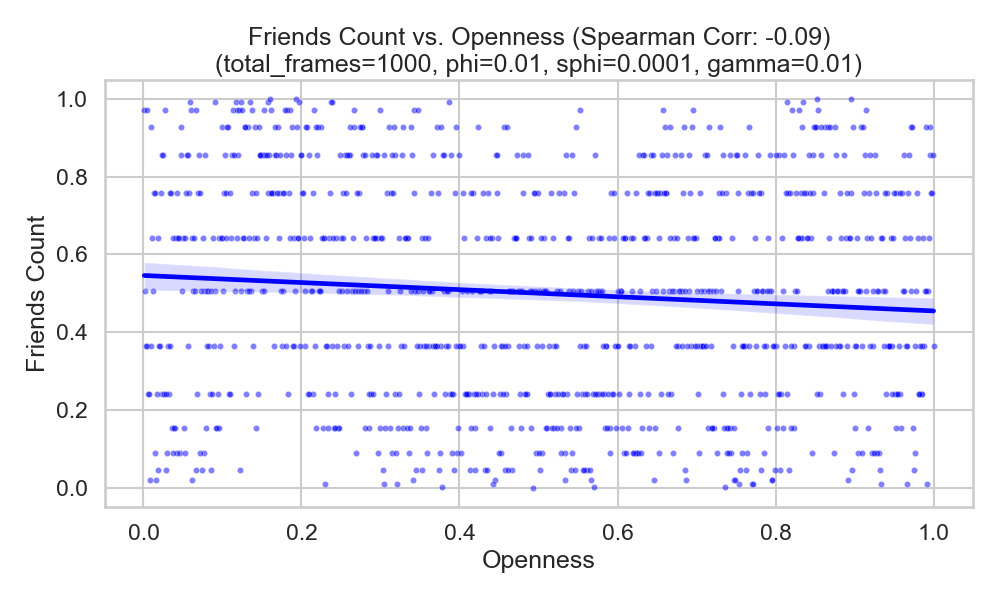 Friends Count vs. Openness (Spearman Corr: -0.09)
(total_frames=1000, phi=0.01, sphi=0.0001, gamma=0.01)
Friends Count
1.0
0.8
0.6
0.4
0.2
0.0
0.0 0.2 0.4 0.6 0.8 1.0
Openness